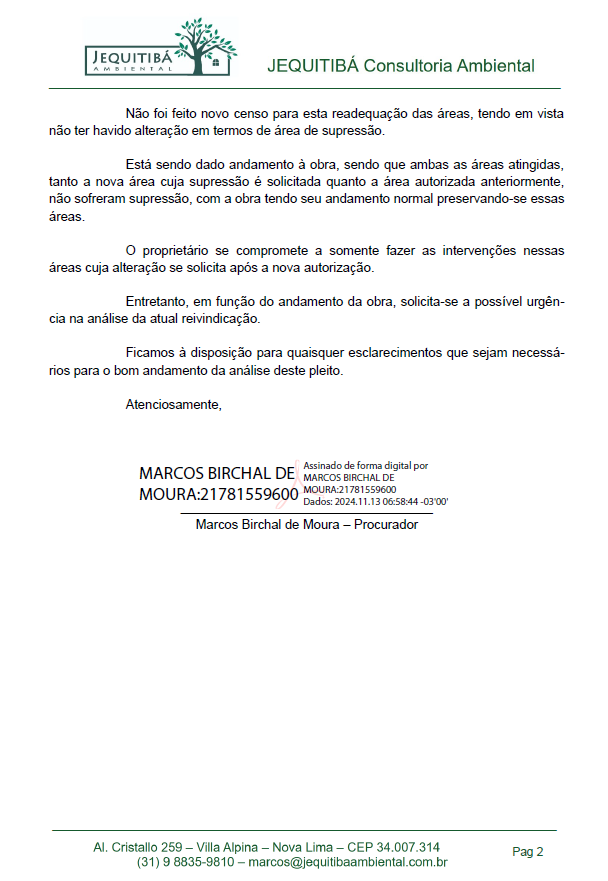 JEQUITIBÁ
AMBIENTAL
JEQUITIBÁ Consultoria Ambiental
Não foi feito novo censo para esta readequação das áreas, tendo em vista
não ter havido alteração em termos de área de supressão.
Está sendo dado andamento à obra, sendo que ambas as áreas atingidas,
tanto a nova área cuja supressão é solicitada quanto a área autorizada anteriormente,
não sofreram supressão, com a obra tendo seu andamento normal preservando-se essas
áreas.
O proprietário se compromete a somente fazer as intervenções nessas
áreas cuja alteração se solicita após a nova autorização.
Entretanto, em função do andamento da obra, solicita-se a possível urgên-
cia na análise da atual reivindicação.
Ficamos à disposição para quaisquer esclarecimentos que sejam necessá-
rios para o bom andamento da análise deste pleito.
Atenciosamente,
MARCOS BIRCHAL DE
MOURA:21781559600
Assinado de forma digital por
MARCOS BIRCHAL DE
MOURA:21781559600
Dados: 2024.11.13 06:58:44 -03'00'
Marcos Birchal de Moura – Procurador
Al. Cristallo 259 – Villa Alpina – Nova Lima – CEP 34.007.314
(31) 9 8835-9810 – marcos@jequitibaambiental.com.br
Pag 2